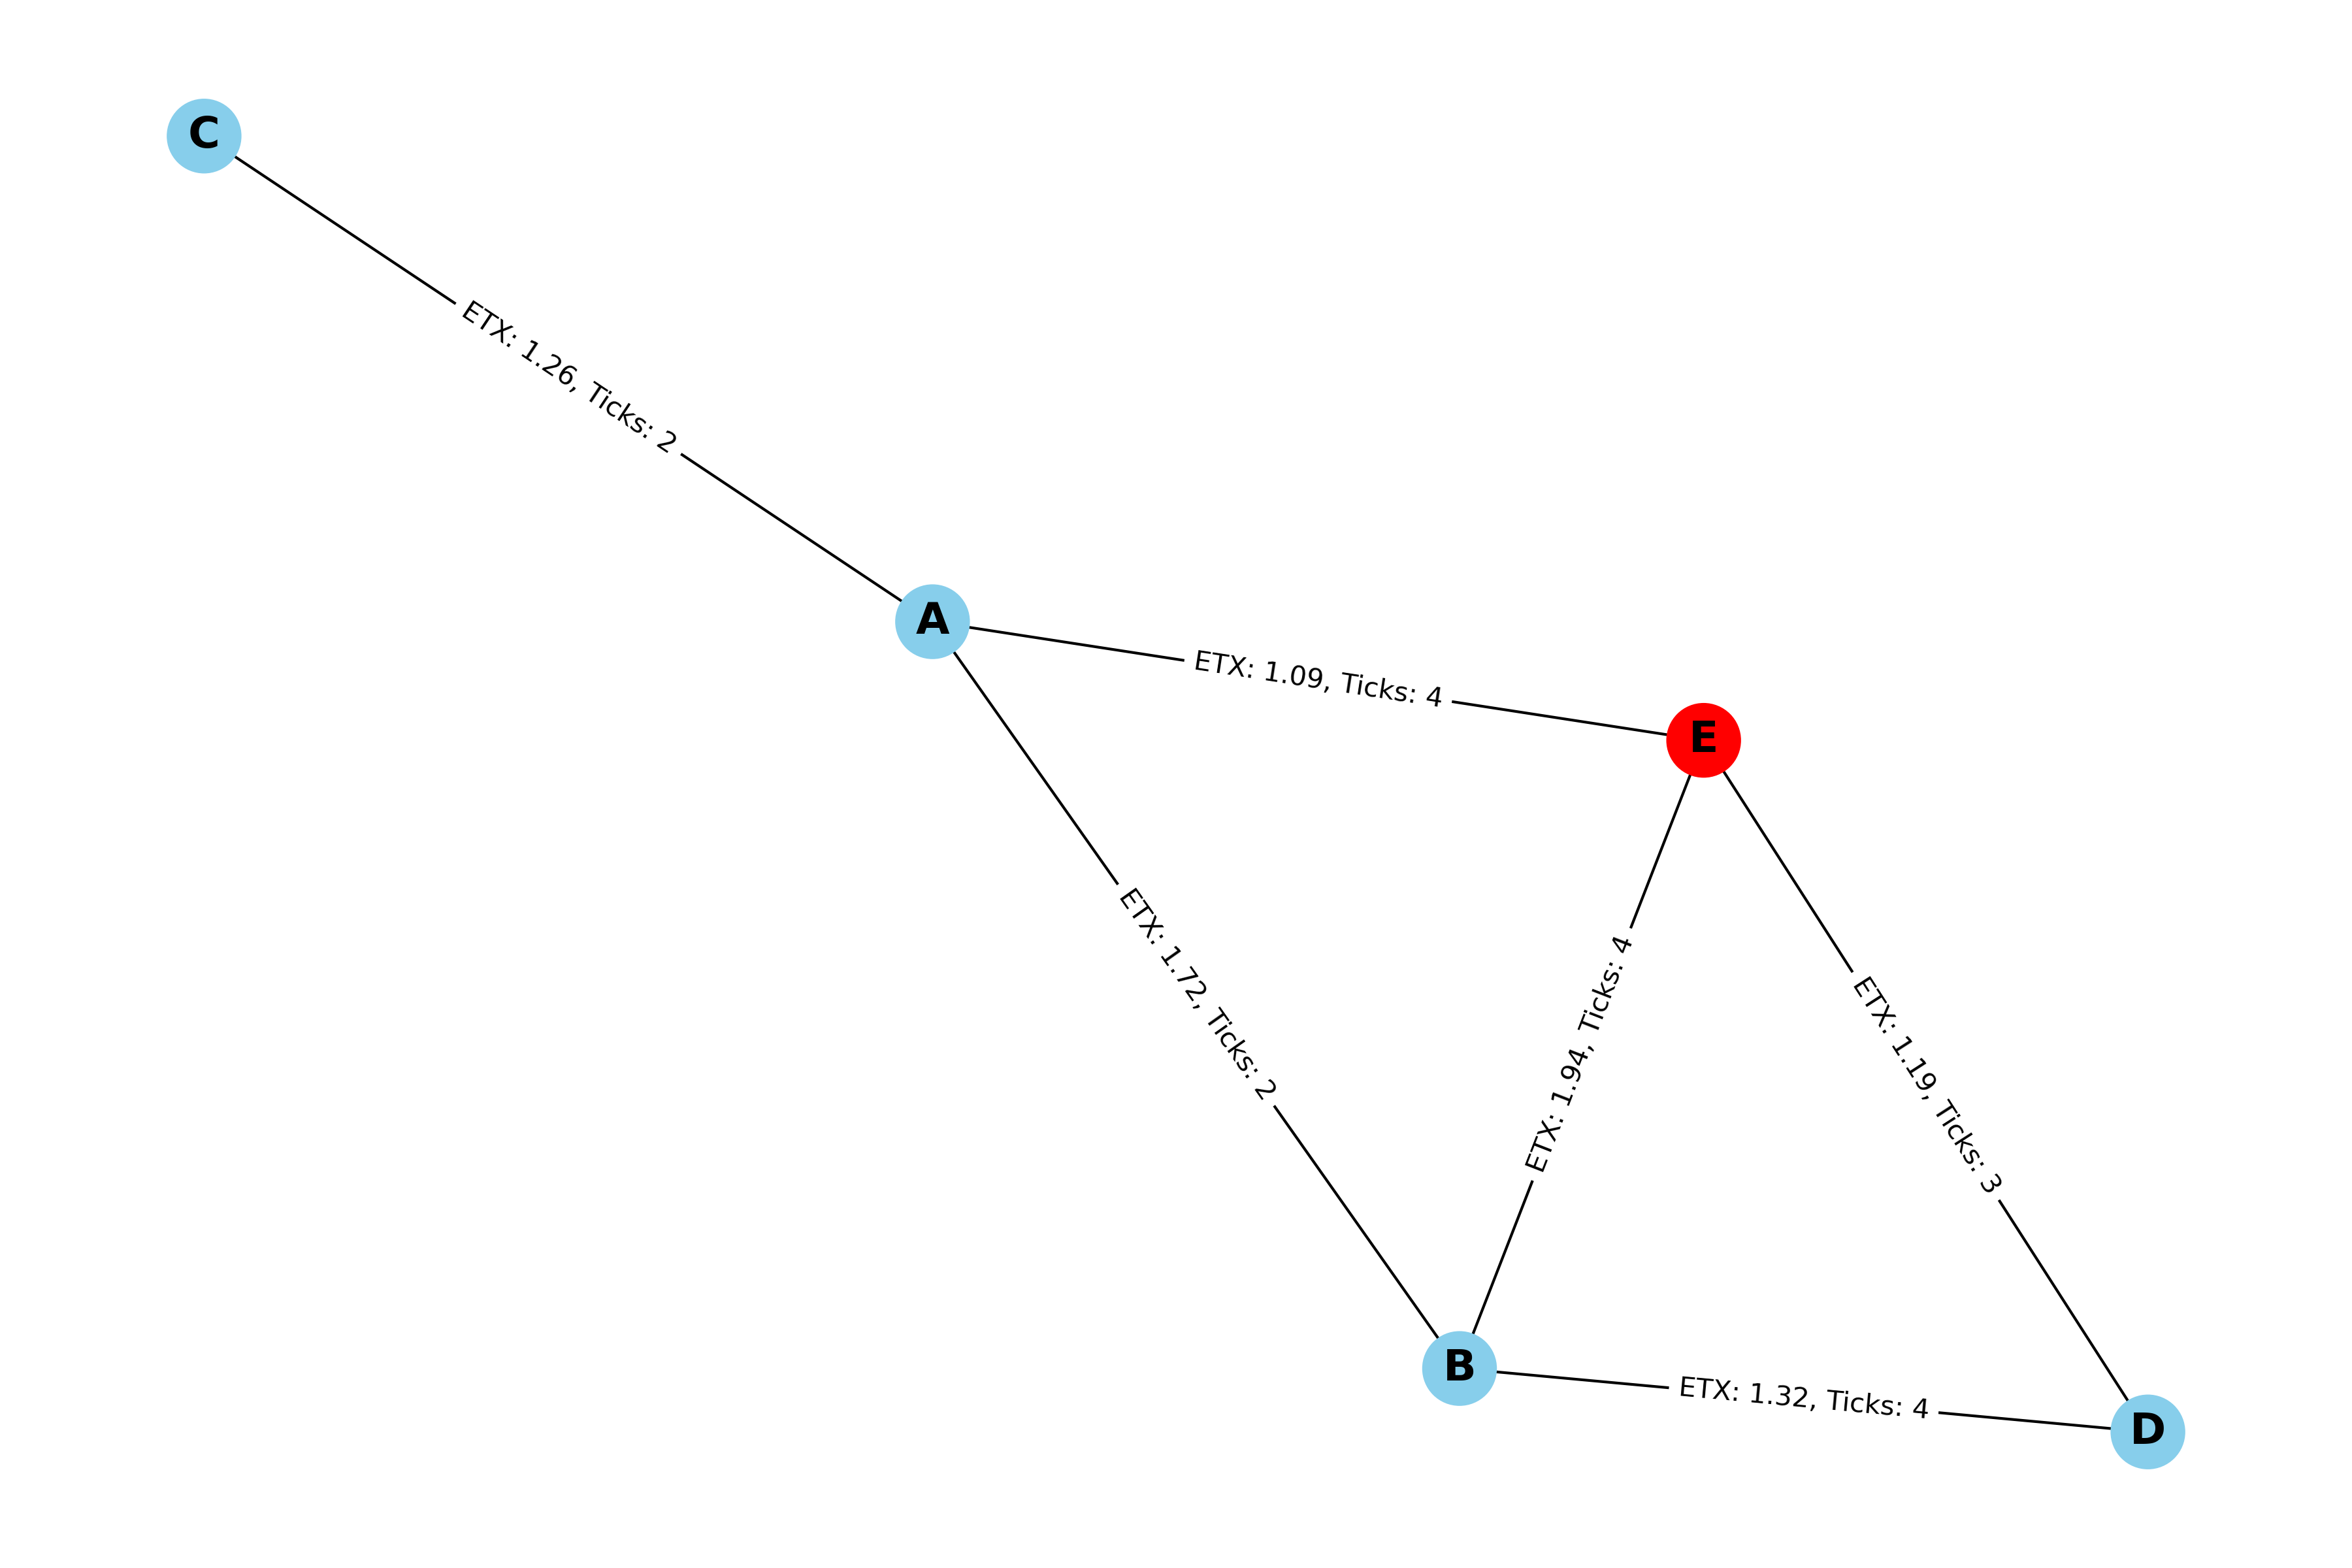 C
ETX: 1.26, Ticks: 2
A
ETX: 1.09, Ticks: 4
E
ETX: 1.72, Ticks: 2
ETX: 1.94, Ticks: 4
ETX: 1.19, Ticks: 3
B
ETX: 1.32, Ticks: 4
D